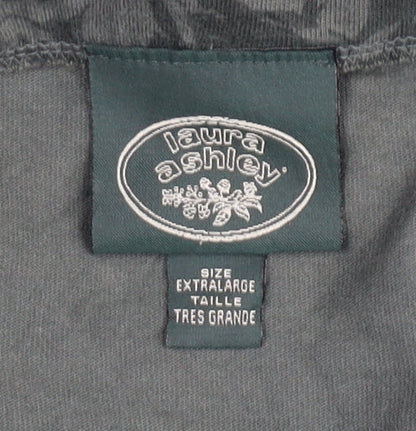 laura
ashley
SIZE
EXTRALARGE
TAILLE
TRES GRANDE